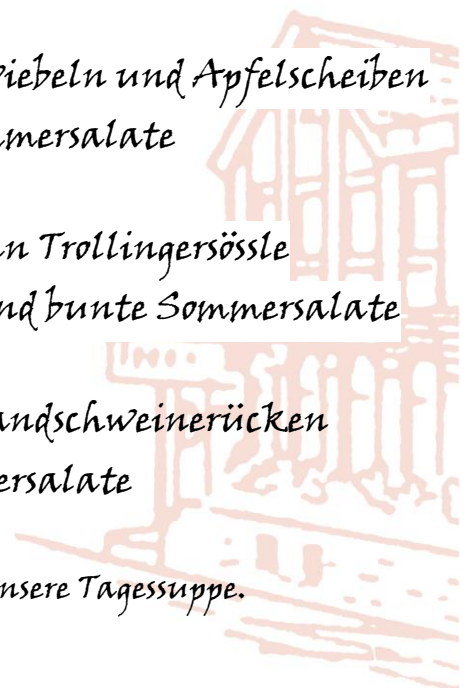 iebeln und Apfelscheiben
mersalate
n Trollingersössle
nd bunte Sommersalate
andschweinerücken
ersalate
nsere Tagessuppe.